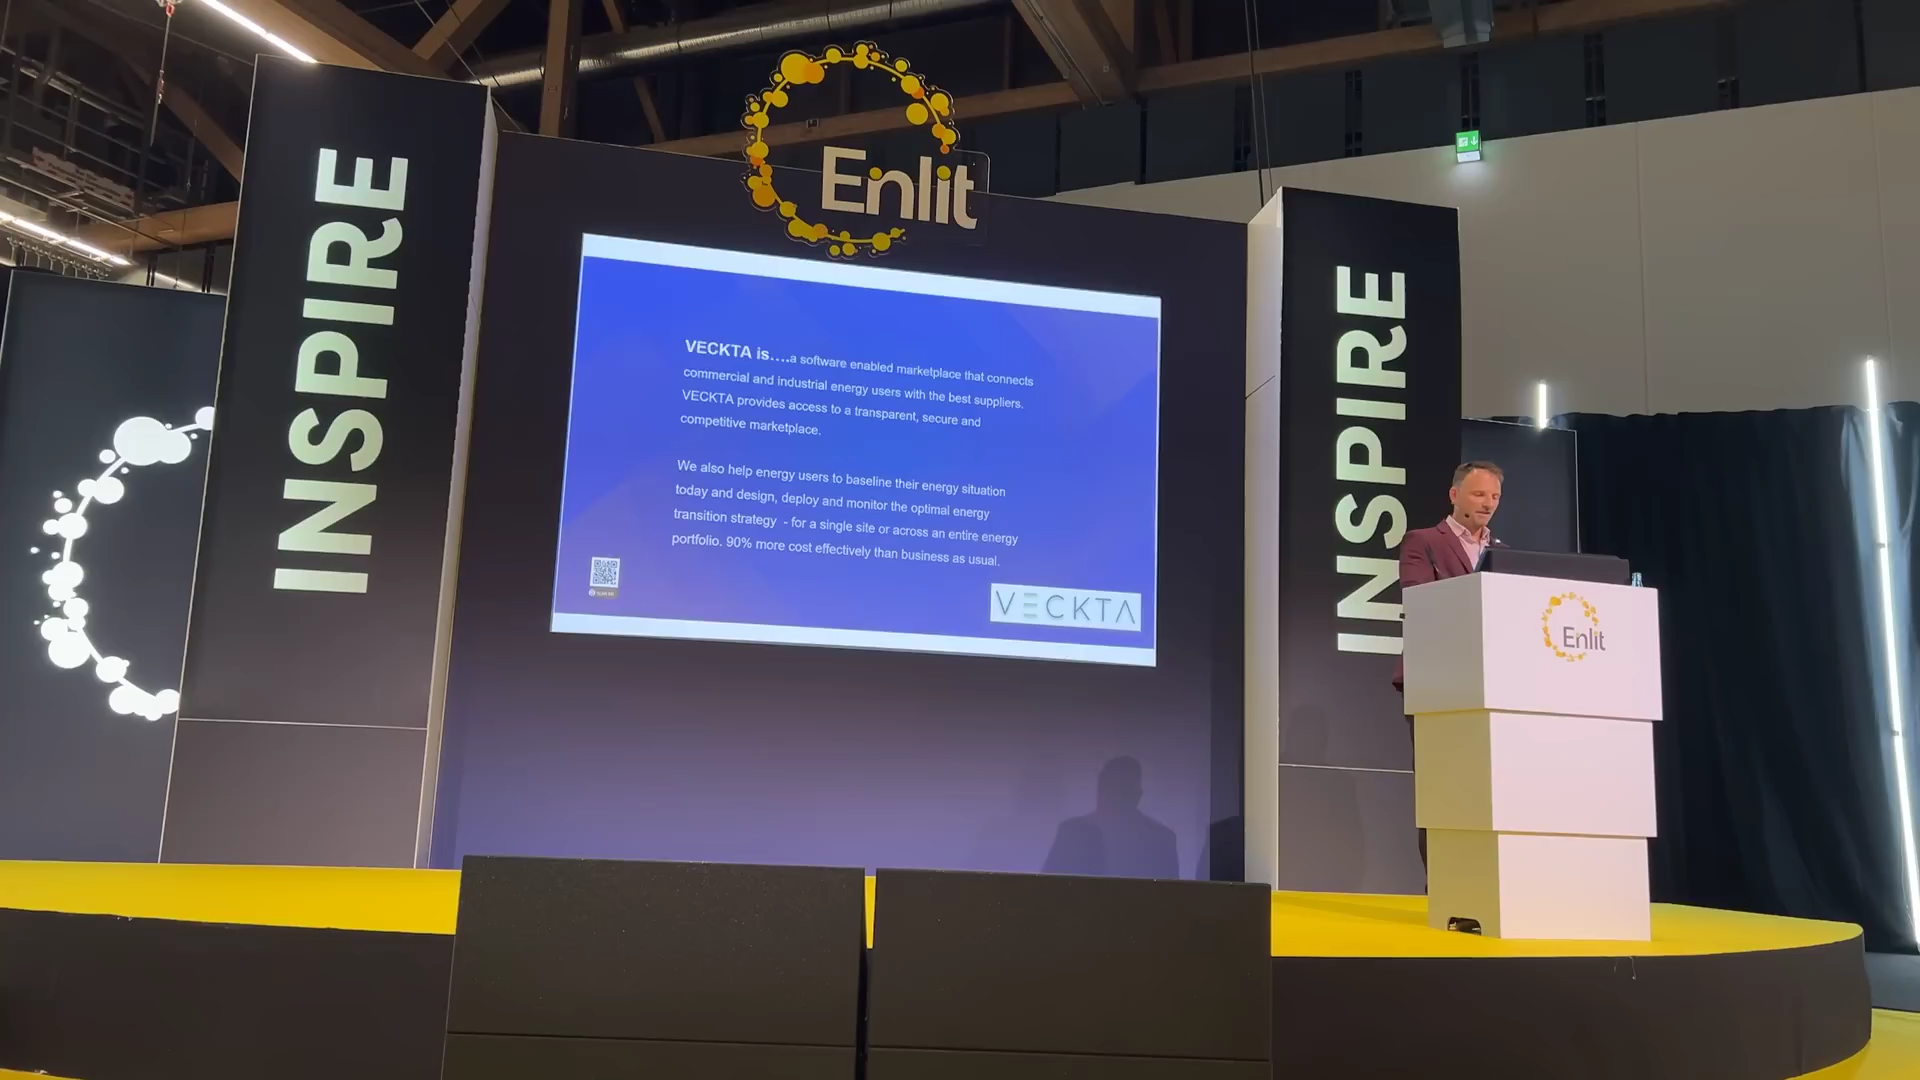 INSPIRE
Enlit
VECKTA is....a software enabled marketplace that connects
commercial and industrial energy users with the best suppliers.
VECKTA provides access to a transparent, secure and
competitive marketplace.
We also help energy users to baseline their energy situation
today and design, deploy and monitor the optimal energy
transition strategy - for a single site or across an entire energy
portfolio. 90% more cost effectively than business as usual.
VECKTA
INSPIRE
Enlit